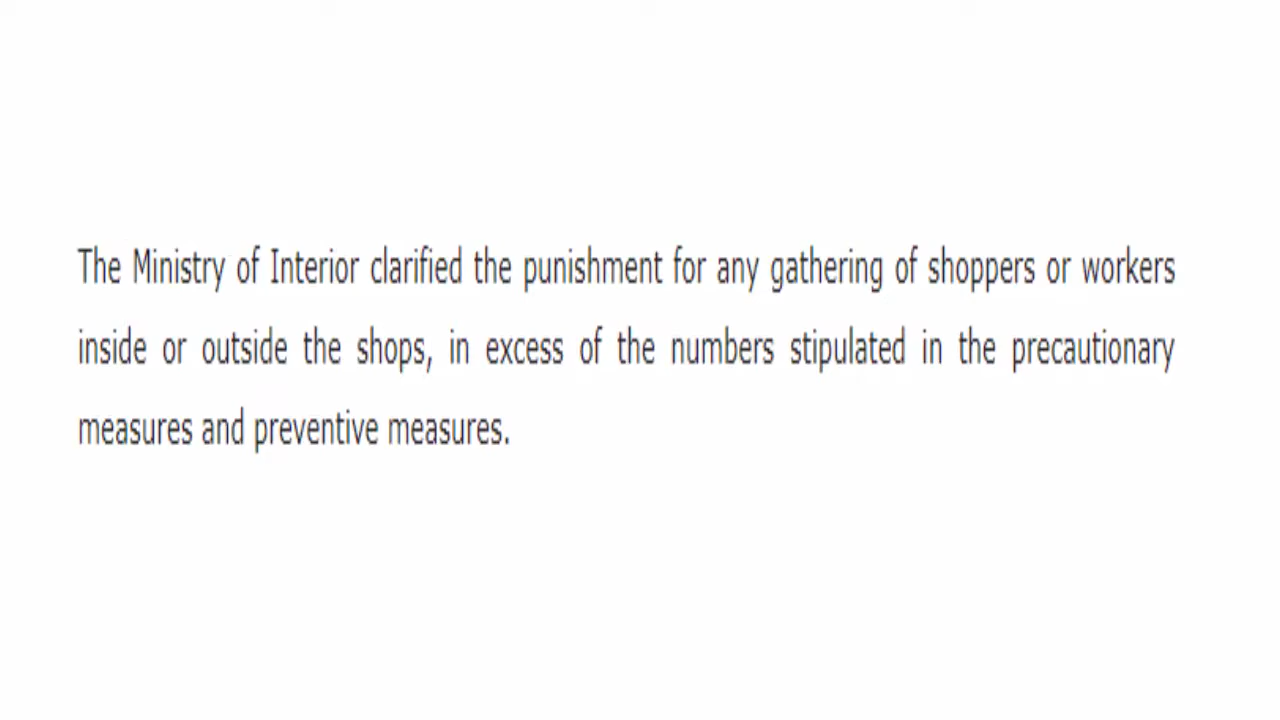 The Ministry of Interior clarified the punishment for any gathering of shoppers or workers
inside or outside the shops, in excess of the numbers stipulated in the precautionary
measures and preventive measures.